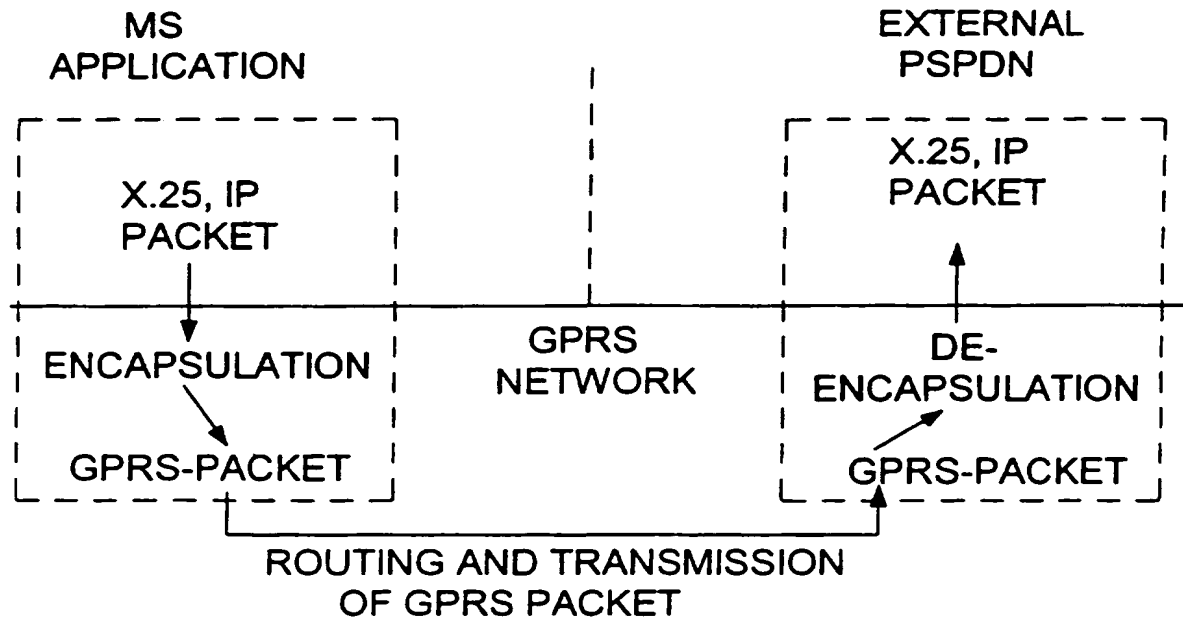 MS
APPLICATION
EXTERNAL
PSPDN
X.25, IP
PACKET
X.25, IP
PACKET
ENCAPSULATION
GPRS
NETWORK
DE-
ENCAPSULATION
GPRS-PACKET
GPRS-PACKET
ROUTING AND TRANSMISSION
OF GPRS PACKET